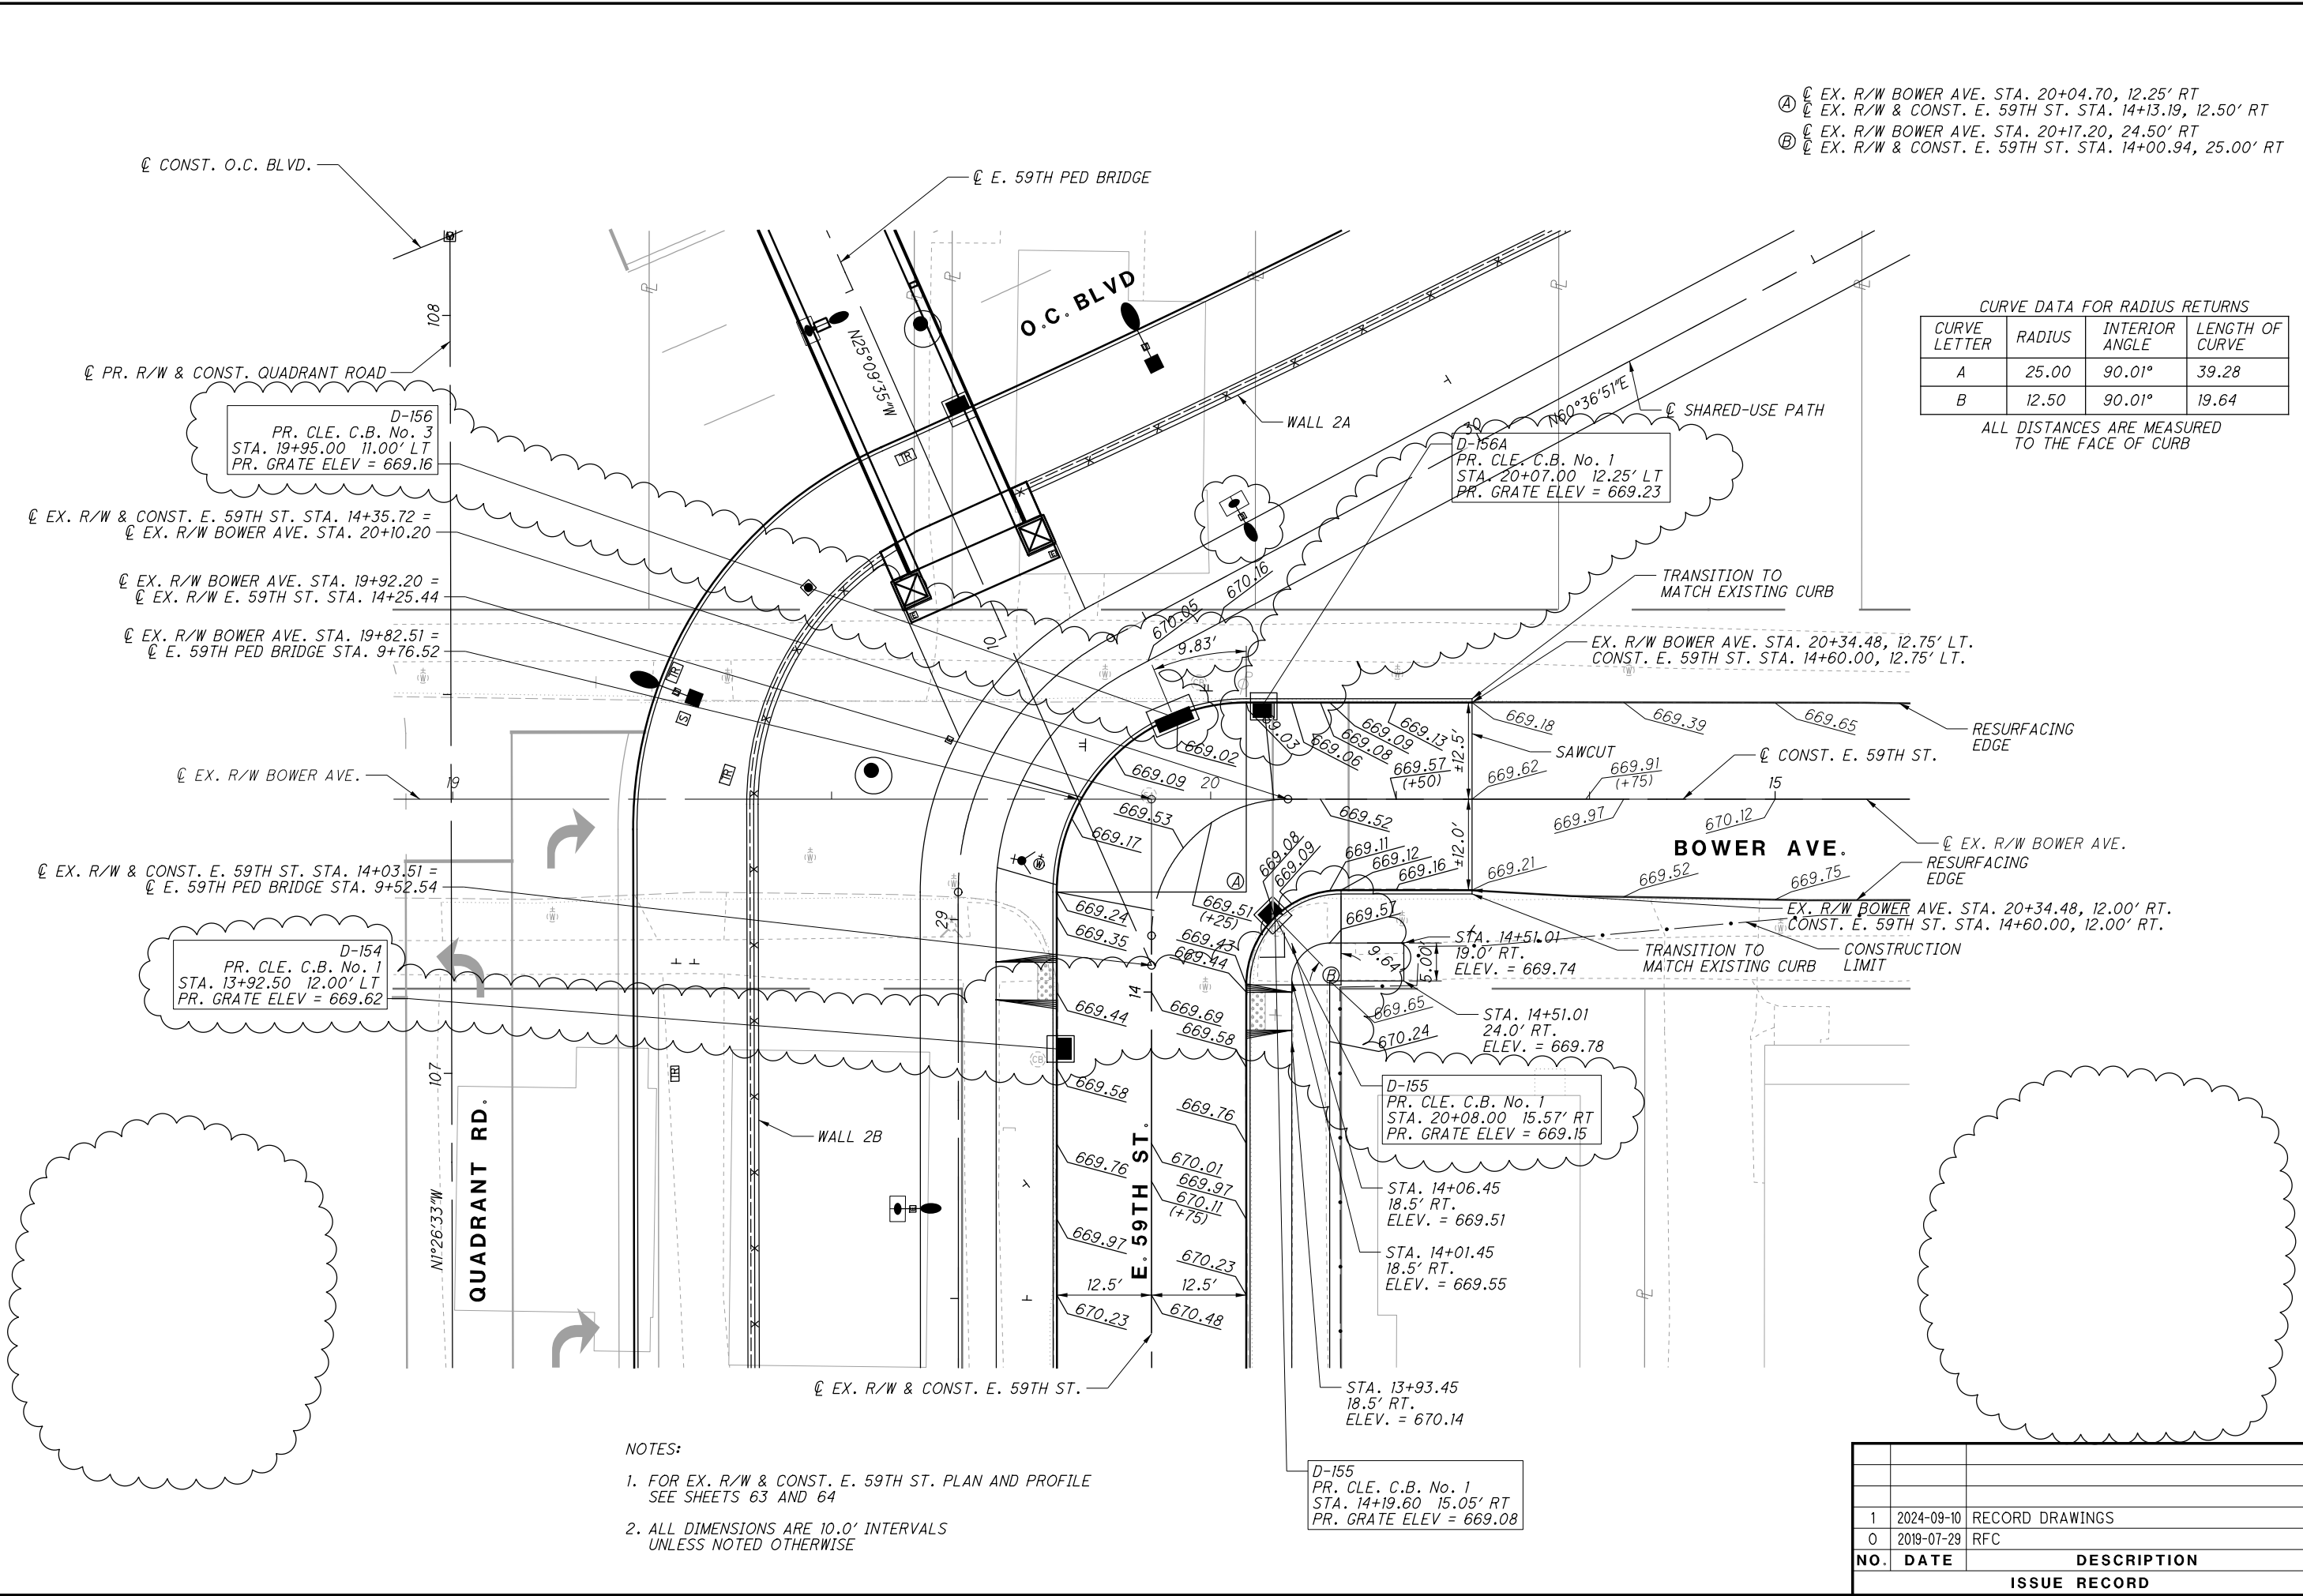 Ⓐ ℄ EX. R/W BOWER AVE. STA. 20+04.70, 12.25' RT
℄ EX. R/W & CONST. E. 59TH ST. STA. 14+13.19, 12.50' RT
Ⓑ ℄ EX. R/W BOWER AVE. STA. 20+17.20, 24.50' RT
℄ EX. R/W & CONST. E. 59TH ST. STA. 14+00.94, 25.00' RT
℄ CONST. O.C. BLVD.
℄ E. 59TH PED BRIDGE
O.C. BLVD
N25°09'35"W
108
℄ PR. R/W & CONST. QUADRANT ROAD
D-156
PR. CLE. C.B. No. 3
STA. 19+95.00 11.00' LT
PR. GRATE ELEV = 669.16
℄ EX. R/W & CONST. E. 59TH ST. STA. 14+35.72 =
℄ EX. R/W BOWER AVE. STA. 20+10.20
℄ EX. R/W BOWER AVE. STA. 19+92.20 =
℄ EX. R/W E. 59TH ST. STA. 14+25.44
℄ EX. R/W BOWER AVE. STA. 19+82.51 =
℄ E. 59TH PED BRIDGE STA. 9+76.52
℄ EX. R/W BOWER AVE.
19
℄ EX. R/W & CONST. E. 59TH ST. STA. 14+03.51 =
℄ E. 59TH PED BRIDGE STA. 9+52.54
D-154
PR. CLE. C.B. No. 1
STA. 13+92.50 12.00' LT
PR. GRATE ELEV = 669.62
107
N1°26'33"W
QUADRANT RD.
WALL 2B
WALL 2A
30
N60°36'51"E
℄ SHARED-USE PATH
CURVE DATA FOR RADIUS RETURNS
CURVE LETTER RADIUS INTERIOR ANGLE LENGTH OF CURVE
A 25.00 90.01° 39.28
B 12.50 90.01° 19.64
ALL DISTANCES ARE MEASURED
TO THE FACE OF CURB
D-156A
PR. CLE. C.B. No. 1
STA. 20+07.00 12.25' LT
PR. GRATE ELEV = 669.23
TRANSITION TO
MATCH EXISTING CURB
EX. R/W BOWER AVE. STA. 20+34.48, 12.75' LT.
CONST. E. 59TH ST. STA. 14+60.00, 12.75' LT.
10
670.05
670.16
9.83'
669.02
669.09
669.53
669.17
20
669.03
669.06
669.08
669.09
669.13
669.57
(+50)
±12.5'
669.18
669.39
669.65
SAWCUT
669.62
669.91
(+75)
15
℄ CONST. E. 59TH ST.
RESURFACING
EDGE
669.52
669.97
670.12
BOWER AVE.
℄ EX. R/W BOWER AVE.
RESURFACING
EDGE
669.08
669.09
669.11
669.12
669.16
±12.0'
669.21
669.52
669.75
EX. R/W BOWER AVE. STA. 20+34.48, 12.00' RT.
CONST. E. 59TH ST. STA. 14+60.00, 12.00' RT.
TRANSITION TO
MATCH EXISTING CURB
CONSTRUCTION
LIMIT
A
29
669.24
669.35
669.51
(+25)
669.43
669.44
669.57
9.64'
B
5.00'
STA. 14+51.01
19.0' RT.
ELEV. = 669.74
STA. 14+51.01
24.0' RT.
ELEV. = 669.78
14
669.44
669.69
669.58
669.65
670.24
669.58
669.76
D-155
PR. CLE. C.B. No. 1
STA. 20+08.00 15.57' RT
PR. GRATE ELEV = 669.15
669.76
670.01
669.97
670.11
(+75)
669.97
670.23
E. 59TH ST.
12.5'
12.5'
670.23
670.48
STA. 14+06.45
18.5' RT.
ELEV. = 669.51
STA. 14+01.45
18.5' RT.
ELEV. = 669.55
℄ EX. R/W & CONST. E. 59TH ST.
STA. 13+93.45
18.5' RT.
ELEV. = 670.14
D-155
PR. CLE. C.B. No. 1
STA. 14+19.60 15.05' RT
PR. GRATE ELEV = 669.08
NOTES:
1. FOR EX. R/W & CONST. E. 59TH ST. PLAN AND PROFILE
SEE SHEETS 63 AND 64
2. ALL DIMENSIONS ARE 10.0' INTERVALS
UNLESS NOTED OTHERWISE
1 2024-09-10 RECORD DRAWINGS
0 2019-07-29 RFC
NO. DATE DESCRIPTION
ISSUE RECORD